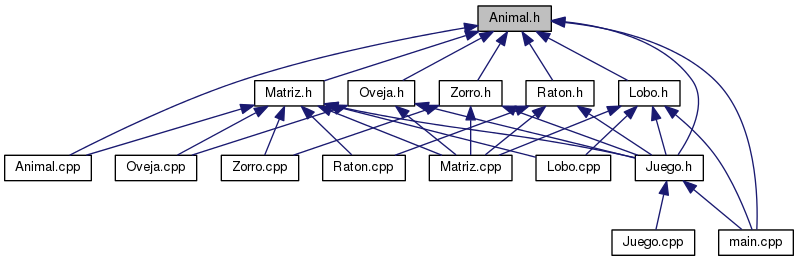 Animal.h
Matriz.h
Oveja.h
Zorro.h
Raton.h
Lobo.h
Animal.cpp
Oveja.cpp
Zorro.cpp
Raton.cpp
Matriz.cpp
Lobo.cpp
Juego.h
Juego.cpp
main.cpp